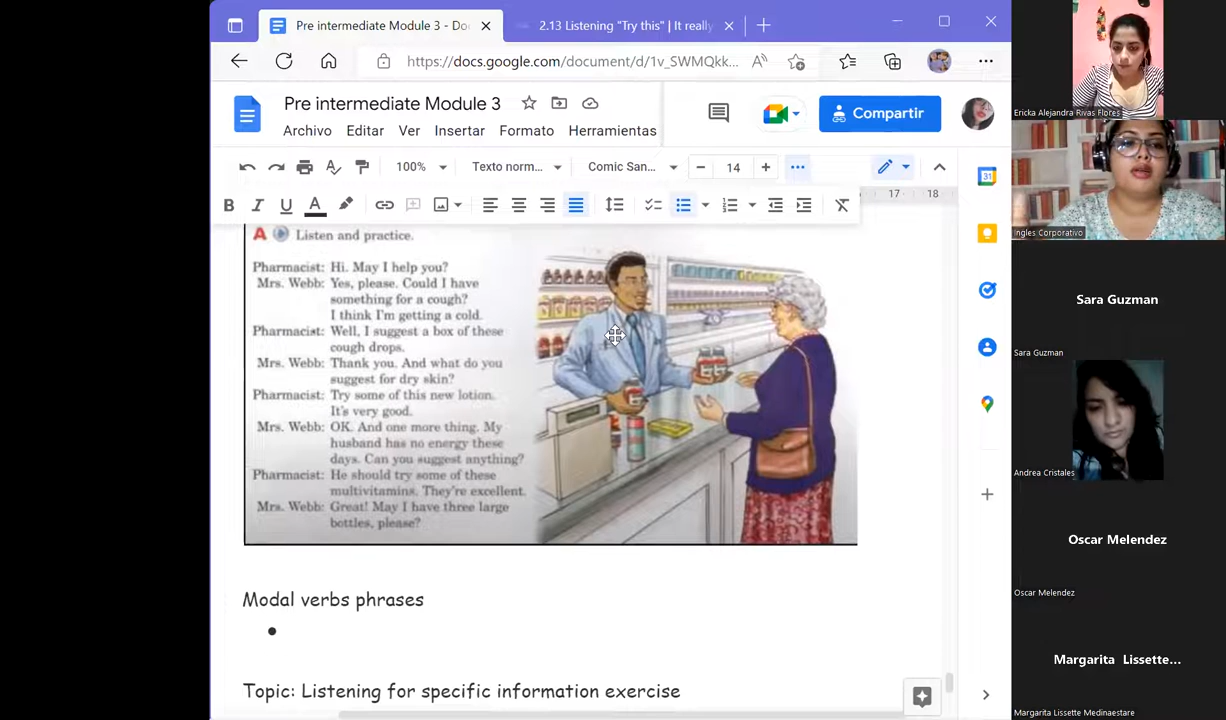 Pre intermediate Module 3 - Doc
2.13 Listening "Try this" | It really
https://docs.google.com/document/d/1v_SWMQkk...
Pre intermediate Module 3
Compartir
Archivo Editar Ver Insertar Formato Herramientas
100% Texto norm... Comic San... 14
17 18
A Listen and practice.
Pharmacist: Hi. May I help you?
Mrs. Webb: Yes, please. Could I have
something for a cough?
I think I'm getting a cold.
Pharmacist: Well, I suggest a box of these
cough drops.
Mrs. Webb: Thank you. And what do you
suggest for dry skin?
Pharmacist: Try some of this new lotion.
It's very good.
Mrs. Webb: OK. And one more thing. My
husband has no energy these
days. Can you suggest anything?
Pharmacist: He should try some of these
multivitamins. They're excellent.
Mrs. Webb: Great! May I have three large
bottles, please?
Modal verbs phrases
Topic: Listening for specific information exercise
31
Ericka Alejandra Rivas Flores
Ingles Corporativo
Sara Guzman
Sara Guzman
Andrea Cristales
Oscar Melendez
Oscar Melendez
Margarita Lissette...
Margarita Lissette Medinaestare